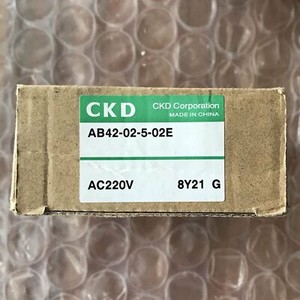 CKD
CKD Corporation
MADE IN CHINA
AB42-02-5-02E
AC220V 8Y21 G